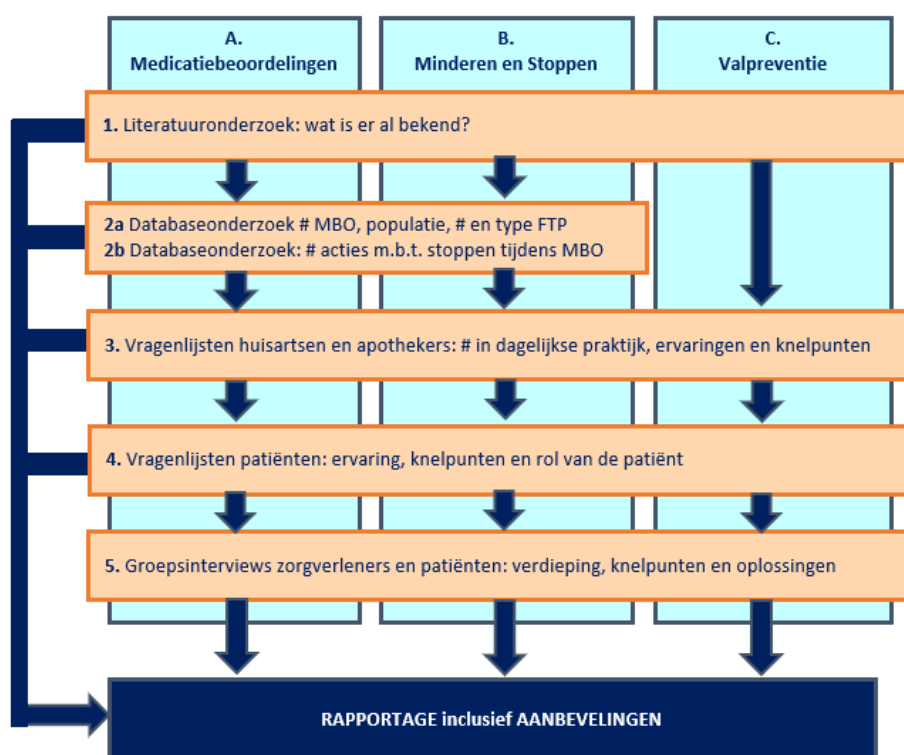 A.
Medicatiebeoordelingen
B.
Minderen en Stoppen
C.
Valpreventie
1. Literatuuronderzoek: wat is er al bekend?
2a Databaseonderzoek # MBO, populatie, # en type FTP
2b Databaseonderzoek: # acties m.b.t. stoppen tijdens MBO
3. Vragenlijsten huisartsen en apothekers: # in dagelijkse praktijk, ervaringen en knelpunten
4. Vragenlijsten patiënten: ervaring, knelpunten en rol van de patiënt
5. Groepsinterviews zorgverleners en patiënten: verdieping, knelpunten en oplossingen
RAPPORTAGE inclusief AANBEVELINGEN